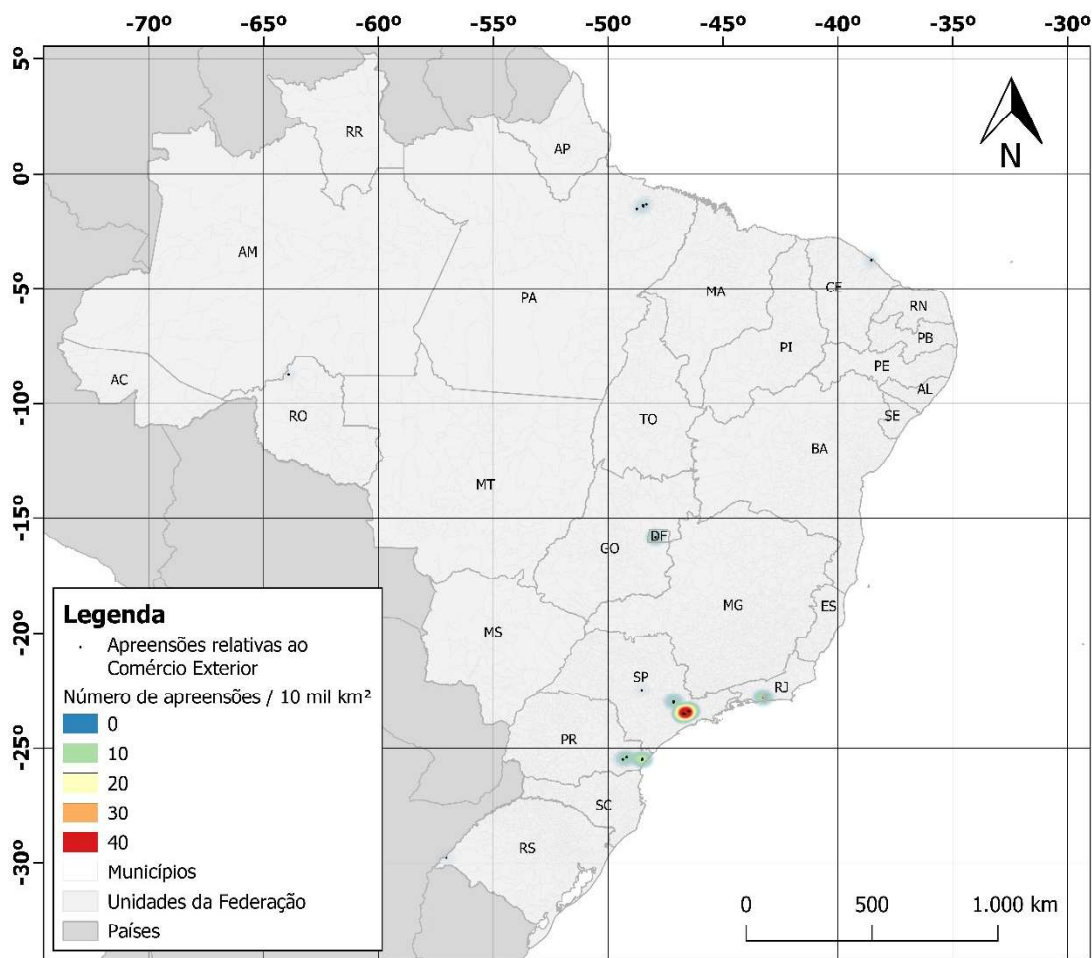 -70º -65º -60º -55º -50º -45º -40º -35º -30º
5º
0º
-5º
-10º
-15º
-20º
-25º
-30º
N
RR
AP
AM
PA
MA
CE
RN
PB
PI
PE
AL
SE
AC
RO
TO
BA
MT
GO
DF
MG
ES
MS
SP
RJ
PR
SC
RS
Legenda
Apreensões relativas ao
Comércio Exterior
Número de apreensões / 10 mil km²
0
10
20
30
40
Municípios
Unidades da Federação
Países
0 500 1.000 km